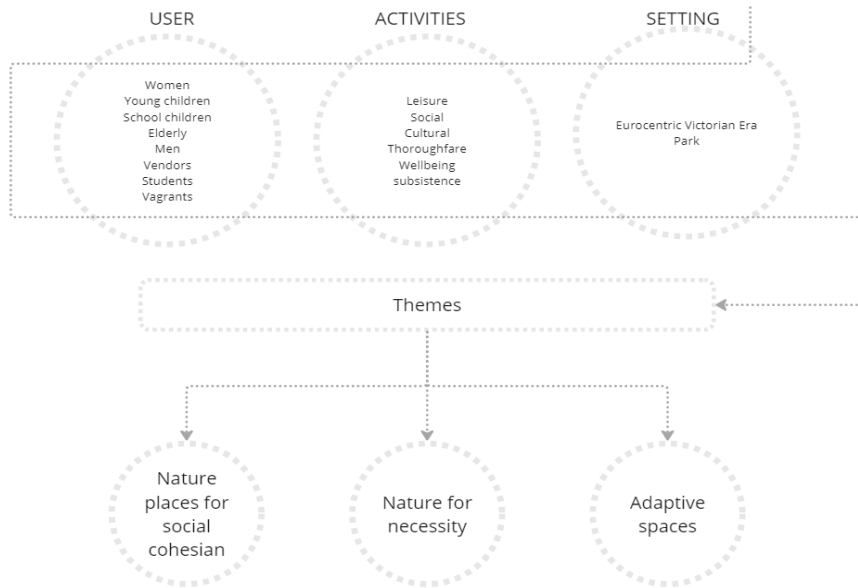 USER
Women
Young children
School children
Elderly
Men
Vendors
Students
Vagrants
ACTIVITIES
Leisure
Social
Cultural
Thoroughfare
Wellbeing
subsistence
SETTING
Eurocentric Victorian Era
Park
Themes
Nature
places for
social
cohesian
Nature for
necessity
Adaptive
spaces